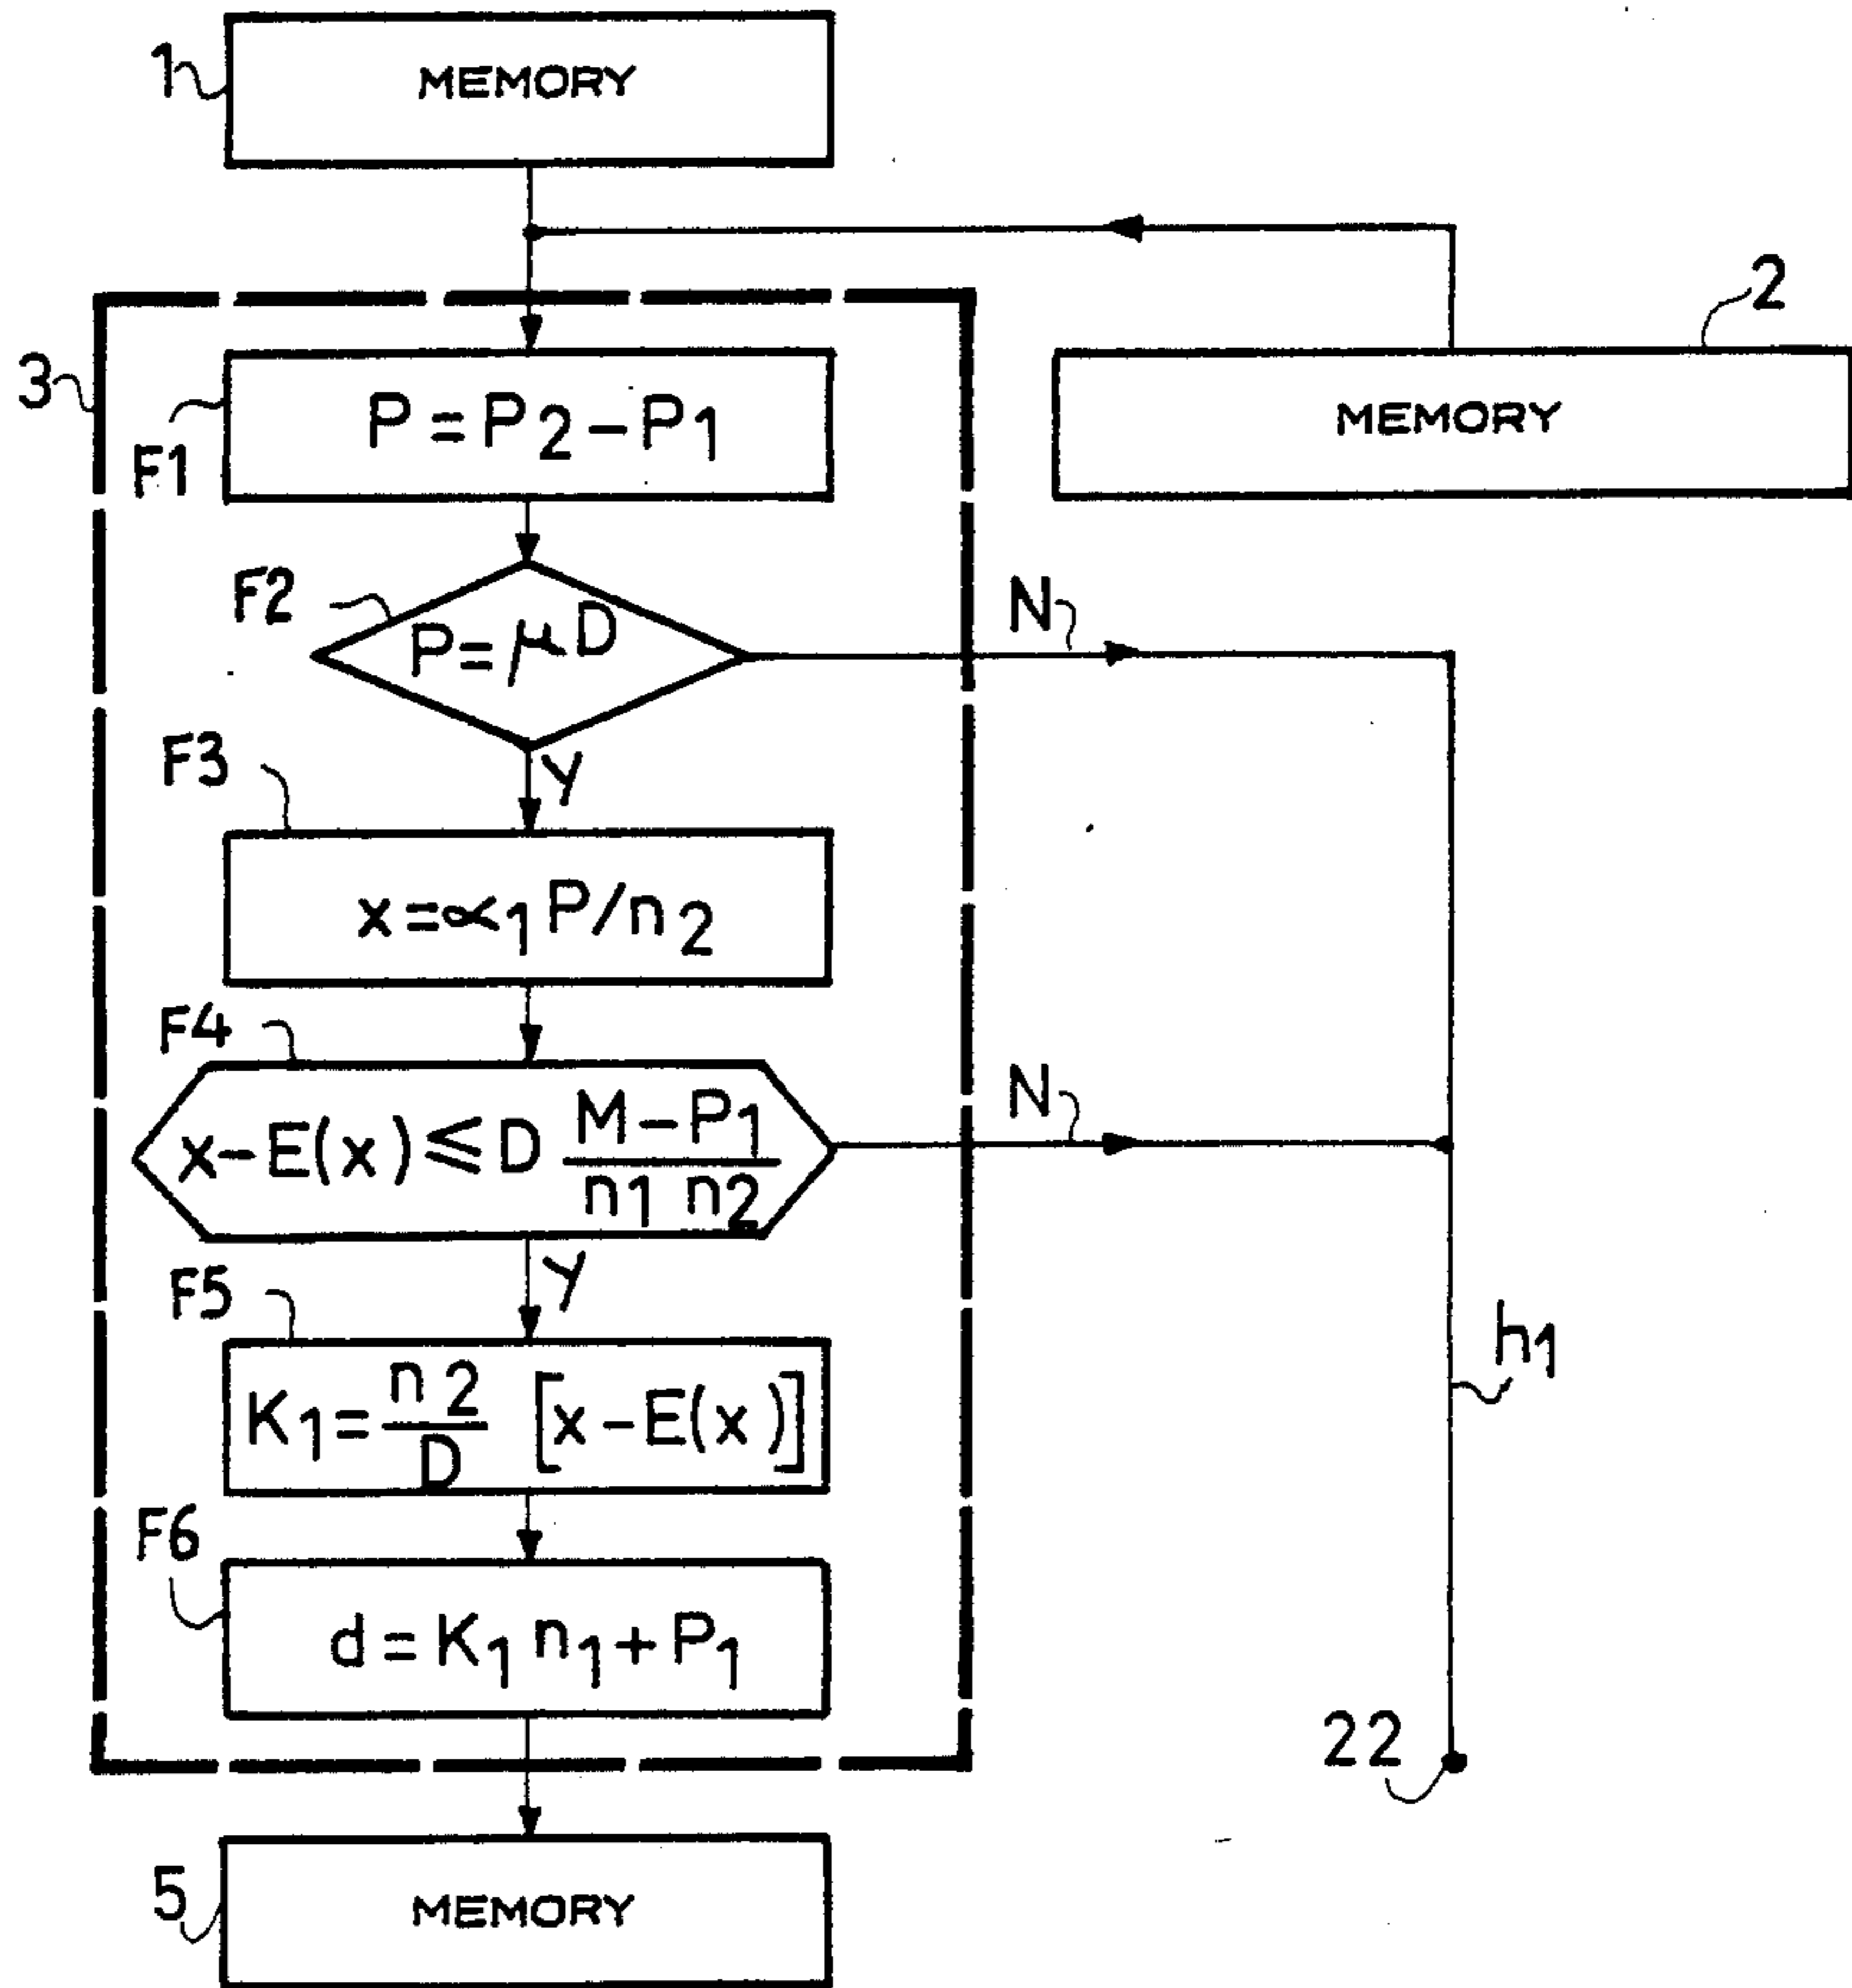 1
MEMORY
2
MEMORY
3
F1
P = P2 − P1
F2
P = μD
N
Y
F3
x = α1 P/n2
F4
x − E(x) ≤ D (M − P1)/(n1 n2)
N
Y
F5
K1 = n2/D [x − E(x)]
h1
F6
d = K1 n1 + P1
22
5
MEMORY